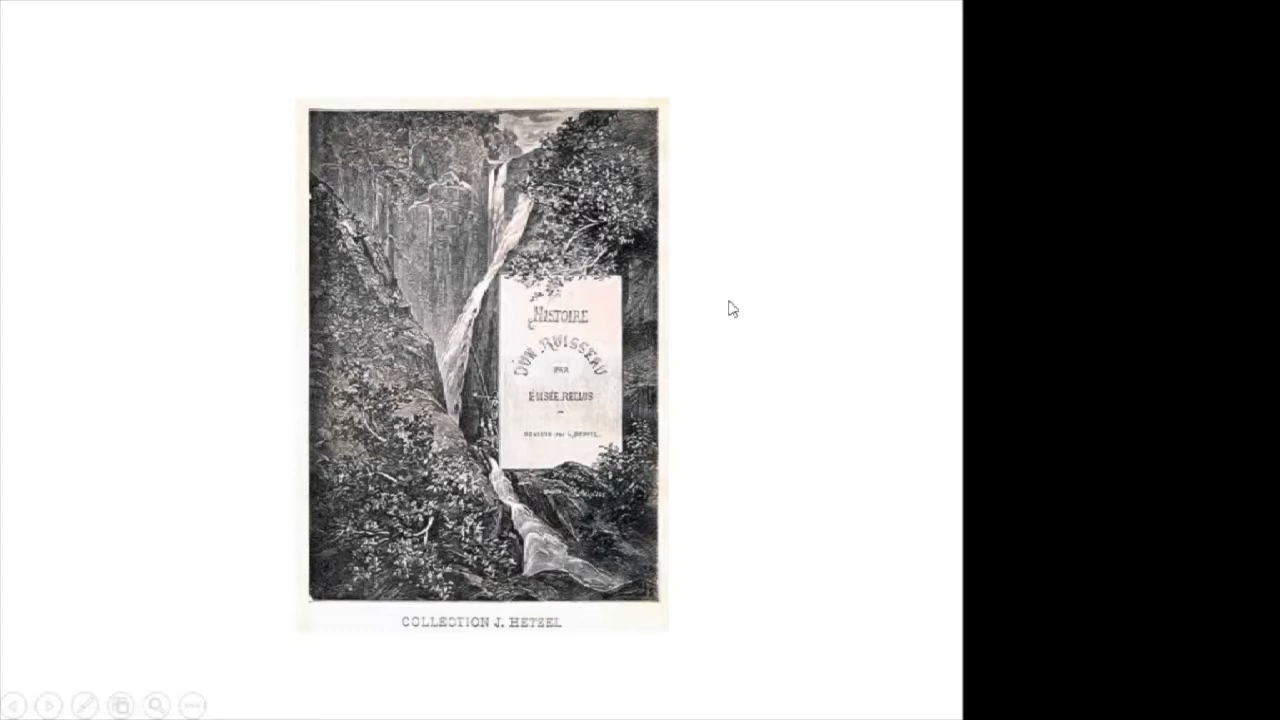 HISTOIRE
D'UN RUISSEAU
PAR
ÉLISÉE RECLUS
COLLECTION J. HETZEL